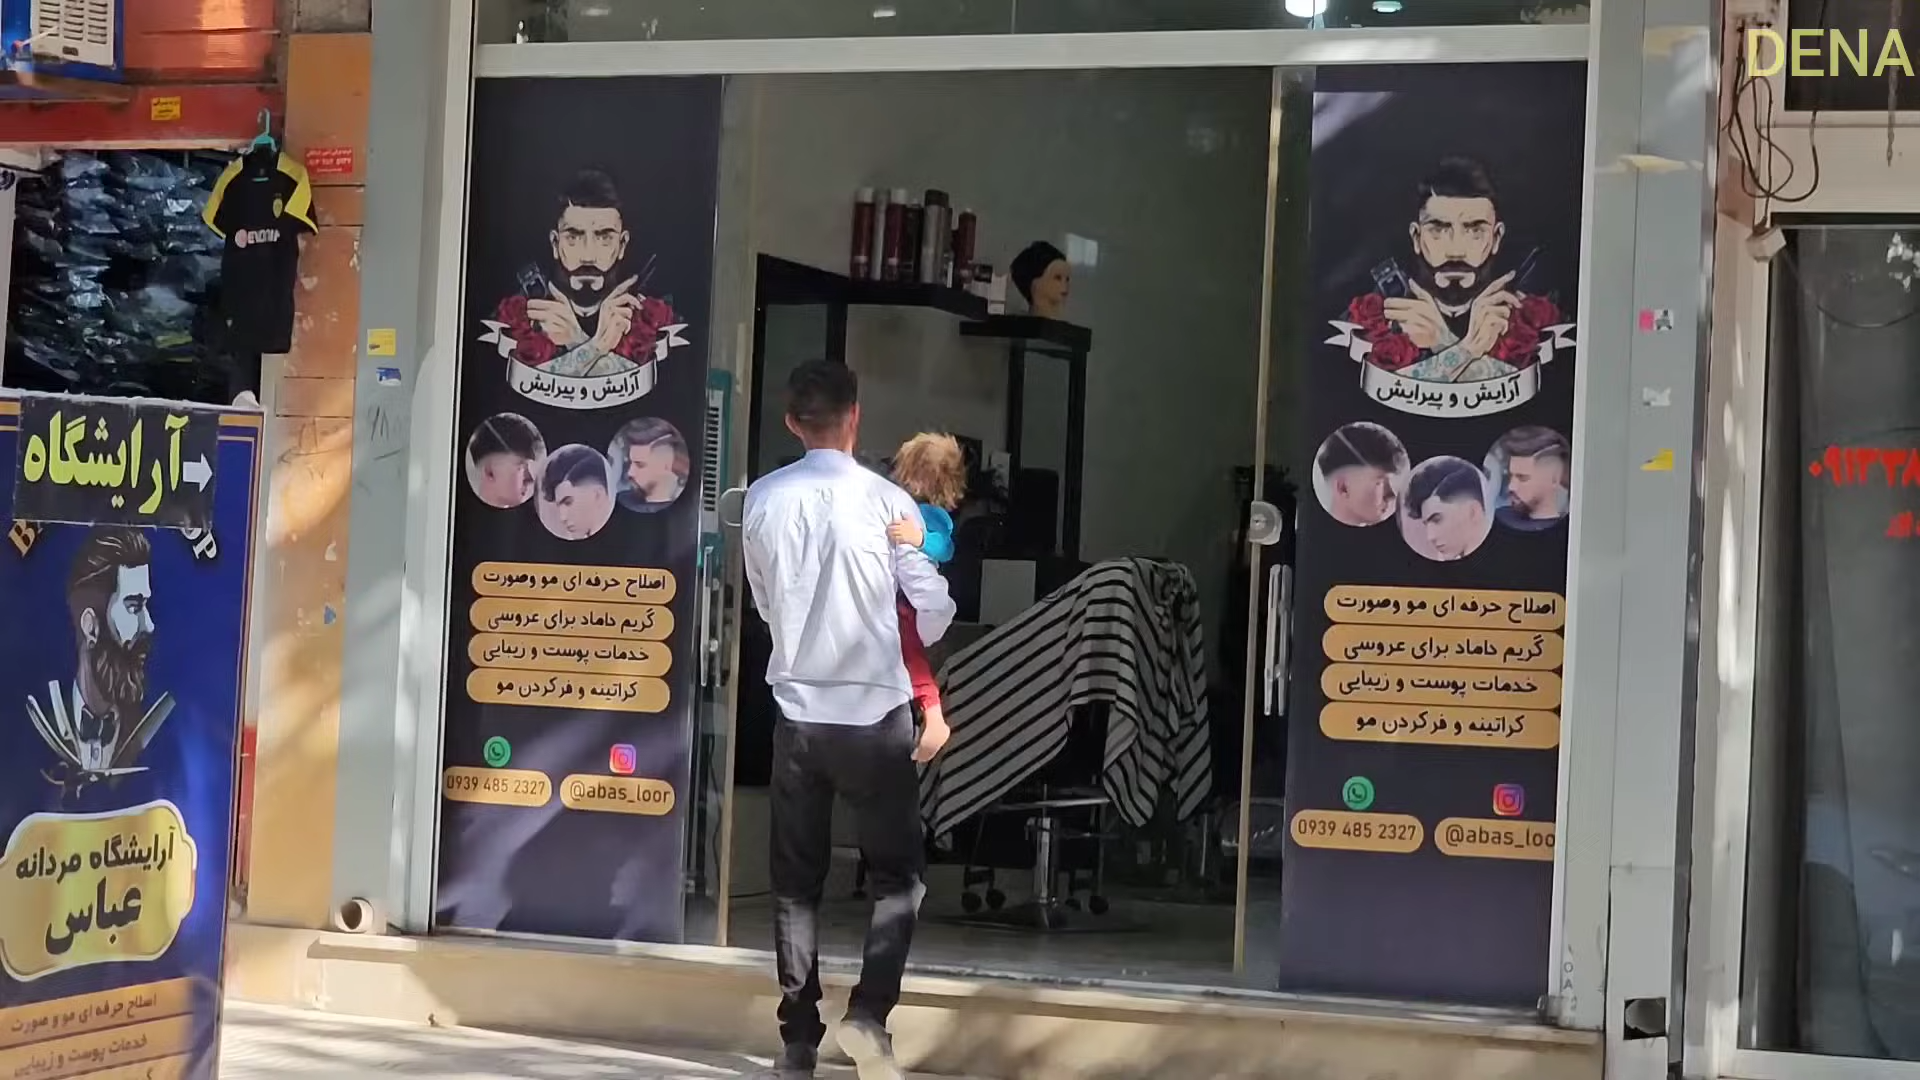 DENA
آرایشگاه
آرایشگاه مردانه
عباس
اصلاح حرفه ای مو و صورت
خدمات پوست و زیبایی
آرایش و پیرایش
اصلاح حرفه ای مو وصورت
گریم داماد برای عروسی
خدمات پوست و زیبایی
کراتینه و فرکردن مو
0939 485 2327
@abas_loor
آرایش و پیرایش
اصلاح حرفه ای مو وصورت
گریم داماد برای عروسی
خدمات پوست و زیبایی
کراتینه و فرکردن مو
0939 485 2327
@abas_loo
۰۹۱۳۳۸